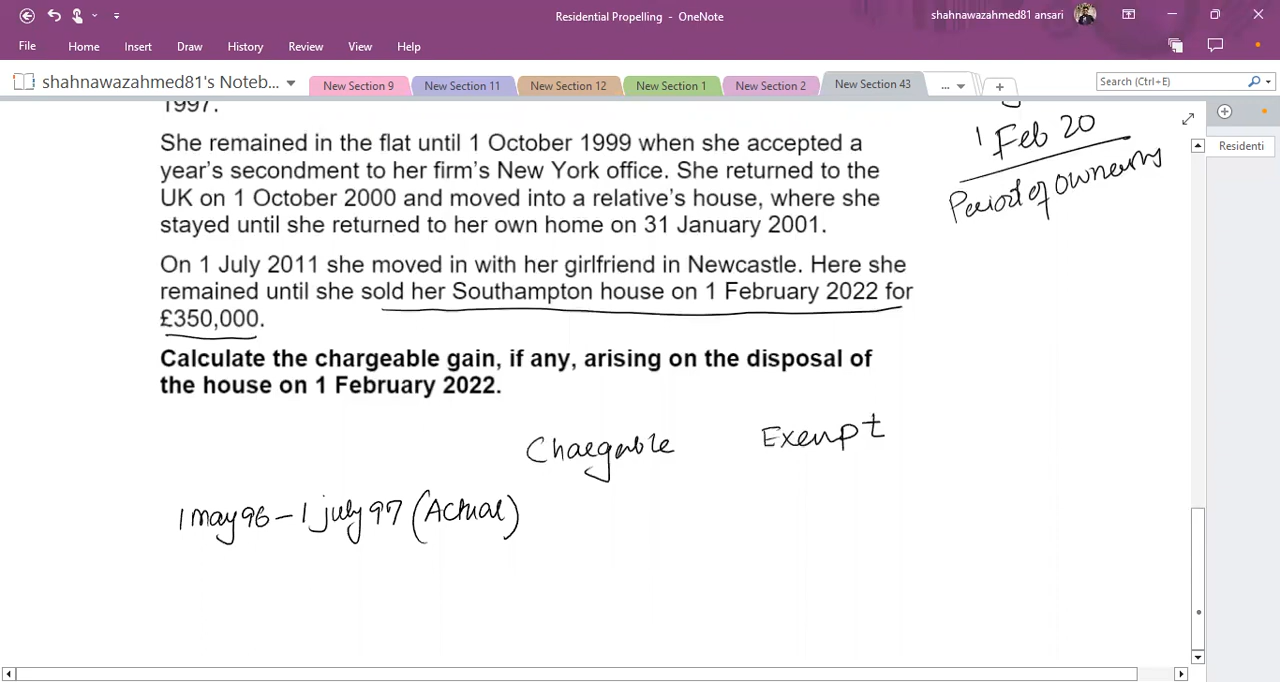 Residential Propelling - OneNote
shahnawazahmed81 ansari
File Home Insert Draw History Review View Help
shahnawazahmed81's Noteb...
New Section 9 New Section 11 New Section 12 New Section 1 New Section 2 New Section 43 ...
Search (Ctrl+E)
Residenti
1997.
She remained in the flat until 1 October 1999 when she accepted a
year's secondment to her firm's New York office. She returned to the
UK on 1 October 2000 and moved into a relative's house, where she
stayed until she returned to her own home on 31 January 2001.
On 1 July 2011 she moved in with her girlfriend in Newcastle. Here she
remained until she sold her Southampton house on 1 February 2022 for
£350,000.
Calculate the chargeable gain, if any, arising on the disposal of
the house on 1 February 2022.
1 Feb 20
Period of
Chaegeable Exempt
1 may 96 - 1 july 97 (Actual)